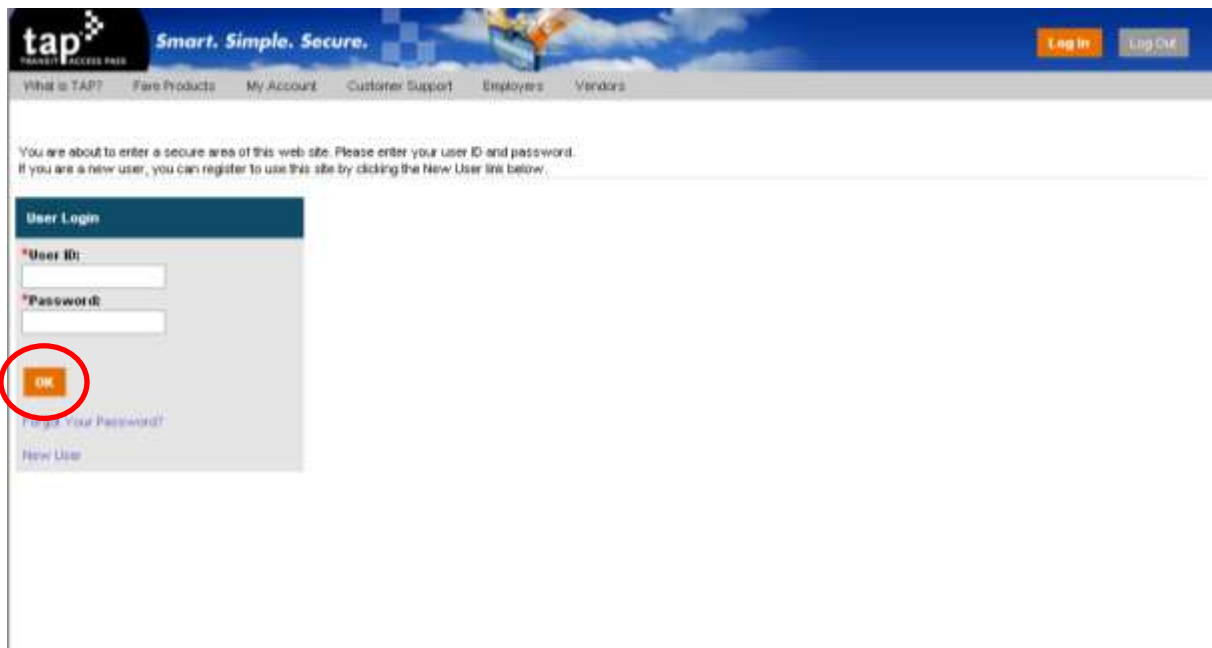 tap
TRANSIT ACCESS PASS
Smart. Simple. Secure.
Log In
Log Out
What is TAP?
Fare Products
My Account
Customer Support
Employers
Vendors
You are about to enter a secure area of this web site. Please enter your user ID and password.
If you are a new user, you can register to use this site by clicking the New User link below.
User Login
*User ID:
*Password:
OK
Forgot Your Password?
New User